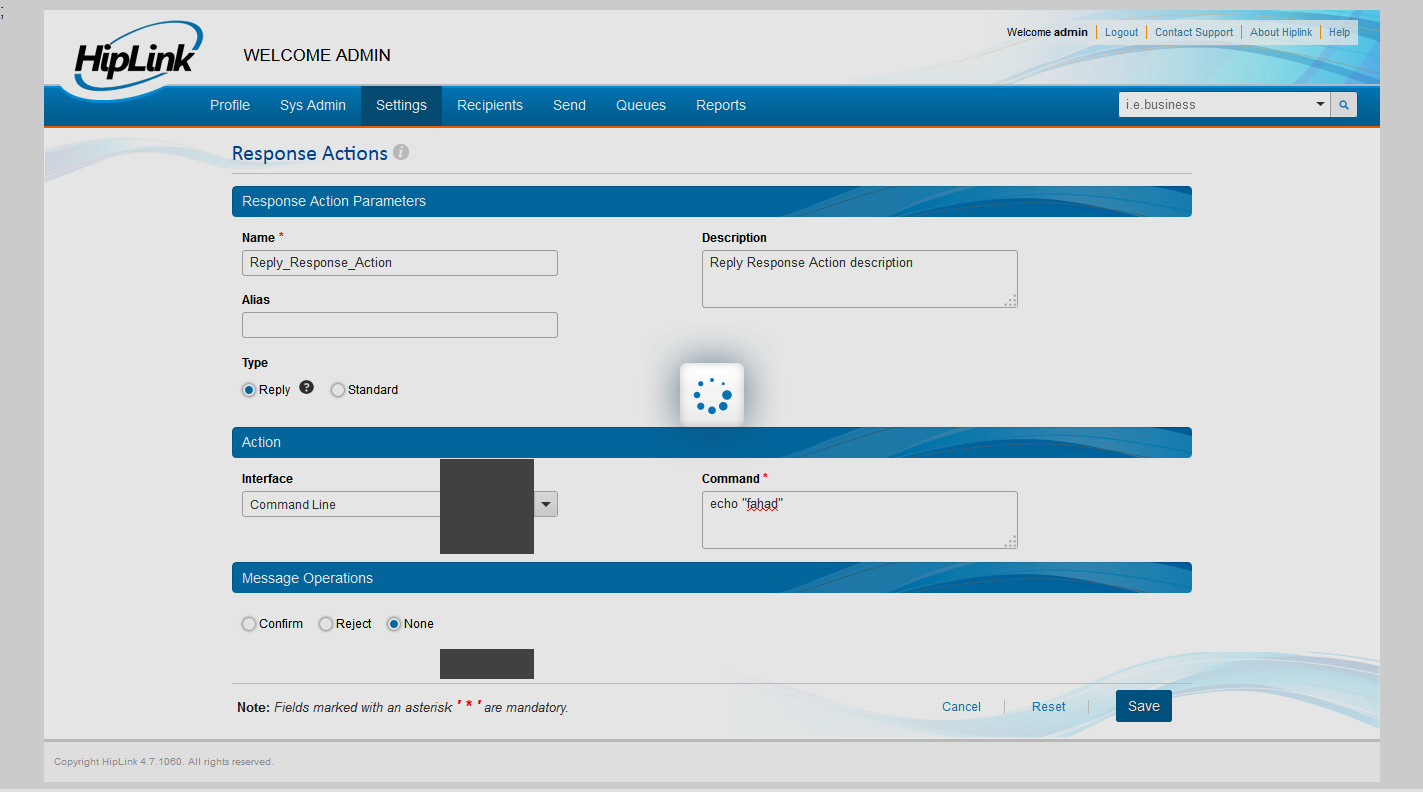 ;
HipLink
WELCOME ADMIN
Welcome admin Logout Contact Support About Hiplink Help
Profile Sys Admin Settings Recipients Send Queues Reports i.e.business
Response Actions i
Response Action Parameters
Name * Description
Reply_Response_Action Reply Response Action description
Alias
Type
Reply ? Standard
Action
Interface Command *
Command Line echo "fahad"
Message Operations
Confirm Reject None
Note: Fields marked with an asterisk ' * ' are mandatory. Cancel Reset Save
Copyright HipLink 4.7.1060. All rights reserved.